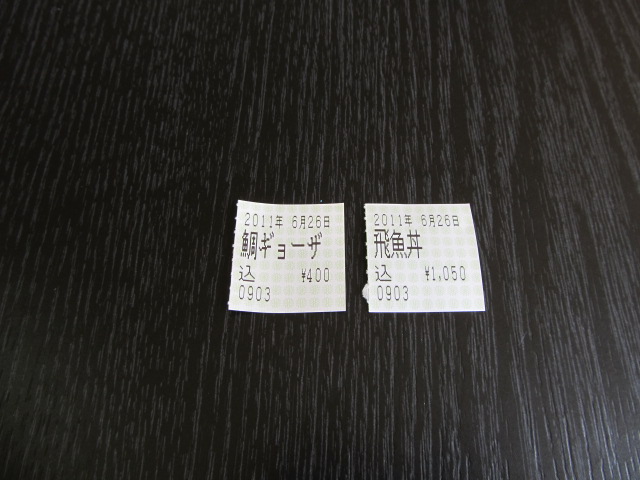 2011年 6月26日
鯛ギョーザ
込 ¥400
0903
2011年 6月26日
飛魚丼
込 ¥1,050
0903